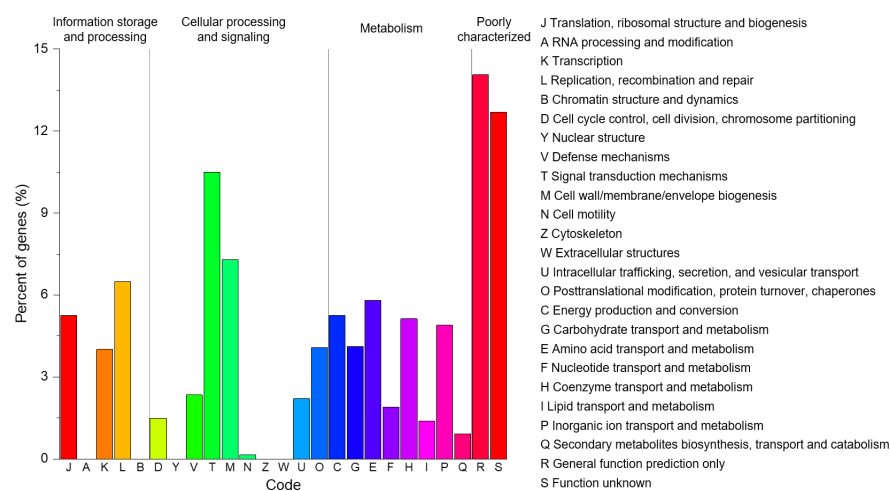 Information storage
and processing
Cellular processing
and signaling
Metabolism
Poorly
characterized
15
12
9
6
3
0
Percent of genes (%)
J A K L B D Y V T M N Z W U O C G E F H I P Q R S
Code
J Translation, ribosomal structure and biogenesis
A RNA processing and modification
K Transcription
L Replication, recombination and repair
B Chromatin structure and dynamics
D Cell cycle control, cell division, chromosome partitioning
Y Nuclear structure
V Defense mechanisms
T Signal transduction mechanisms
M Cell wall/membrane/envelope biogenesis
N Cell motility
Z Cytoskeleton
W Extracellular structures
U Intracellular trafficking, secretion, and vesicular transport
O Posttranslational modification, protein turnover, chaperones
C Energy production and conversion
G Carbohydrate transport and metabolism
E Amino acid transport and metabolism
F Nucleotide transport and metabolism
H Coenzyme transport and metabolism
I Lipid transport and metabolism
P Inorganic ion transport and metabolism
Q Secondary metabolites biosynthesis, transport and catabolism
R General function prediction only
S Function unknown